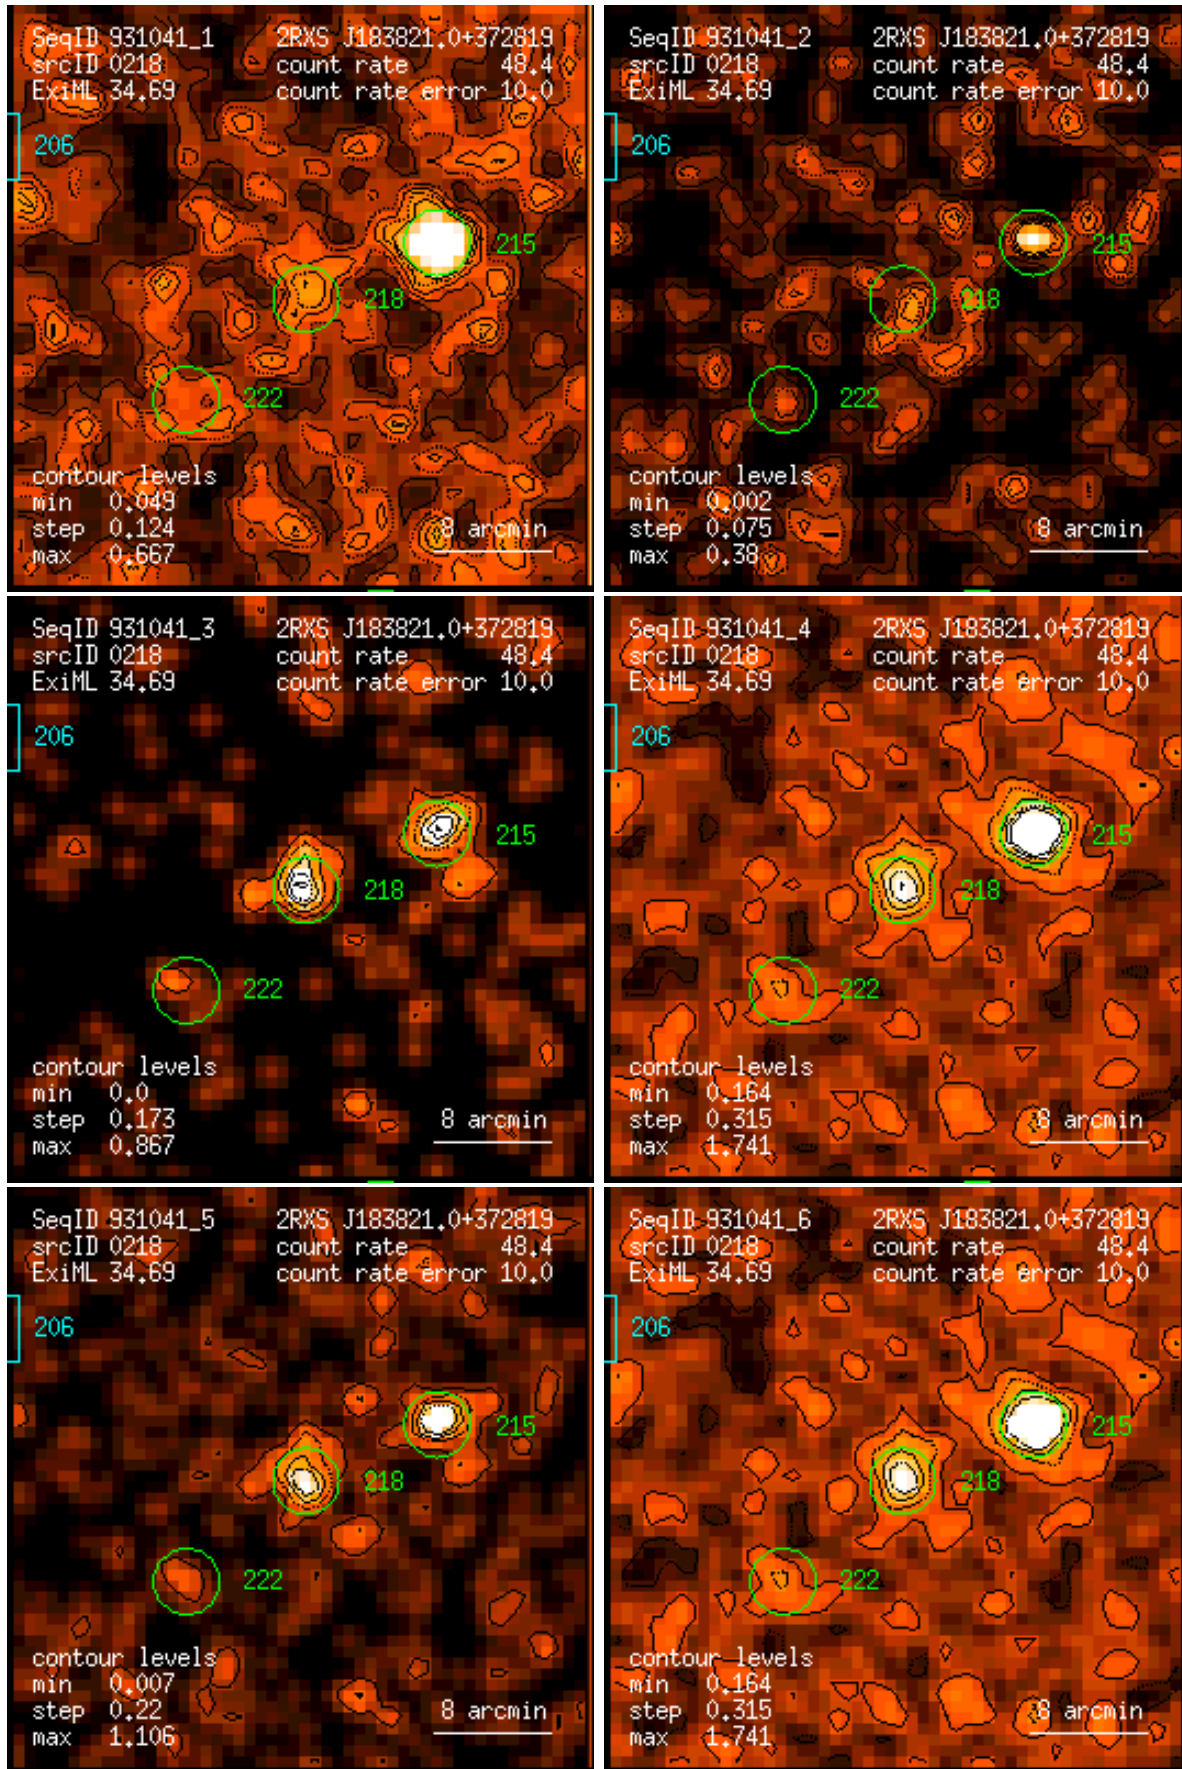 SeqID 931041_1 2RXS J183821.0+372819
srcID 0218 count rate 48.4
ExiML 34.69 count rate error 10.0
206
215
218
222
contour levels
min 0.049
step 0.124
max 0.667
8 arcmin
SeqID 931041_2 2RXS J183821.0+372819
srcID 0218 count rate 48.4
ExiML 34.69 count rate error 10.0
206
215
218
222
contour levels
min 0.002
step 0.075
max 0.38
8 arcmin
SeqID 931041_3 2RXS J183821.0+372819
srcID 0218 count rate 48.4
ExiML 34.69 count rate error 10.0
206
215
218
222
contour levels
min 0.0
step 0.173
max 0.867
8 arcmin
SeqID 931041_4 2RXS J183821.0+372819
srcID 0218 count rate 48.4
ExiML 34.69 count rate error 10.0
206
215
218
222
contour levels
min 0.164
step 0.315
max 1.741
8 arcmin
SeqID 931041_5 2RXS J183821.0+372819
srcID 0218 count rate 48.4
ExiML 34.69 count rate error 10.0
206
215
218
222
contour levels
min 0.007
step 0.22
max 1.106
8 arcmin
SeqID 931041_6 2RXS J183821.0+372819
srcID 0218 count rate 48.4
ExiML 34.69 count rate error 10.0
206
215
218
222
contour levels
min 0.164
step 0.315
max 1.741
8 arcmin